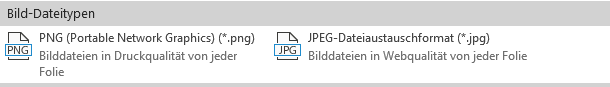 Bild-Dateitypen
PNG (Portable Network Graphics) (*.png)
PNG
Bilddateien in Druckqualität von jeder
Folie
JPEG-Dateiaustauschformat (*.jpg)
JPG
Bilddateien in Webqualität von jeder Folie